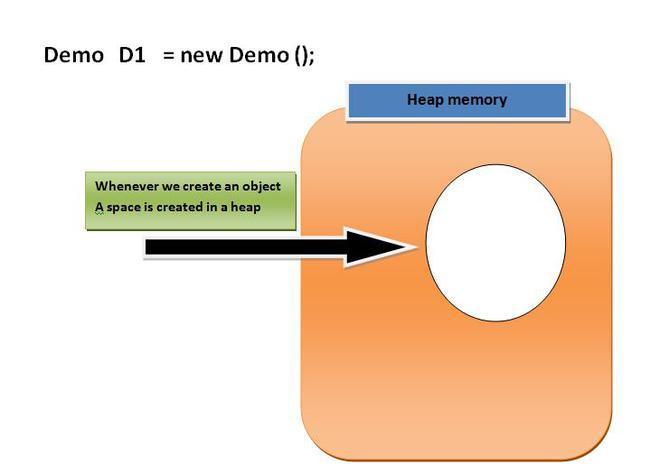 Demo D1 = new Demo ();
Heap memory
Whenever we create an object
A space is created in a heap